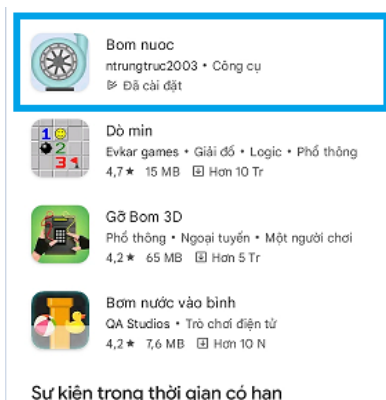 Bom nuoc
ntrungtruc2003 • Công cụ
Đã cài đặt
Dò mìn
Evkar games • Giải đố • Logic • Phổ thông
4,7★ 15 MB Hơn 10 Tr
Gỡ Bom 3D
Phổ thông • Ngoại tuyến • Một người chơi
4,2★ 65 MB Hơn 5 Tr
Bơm nước vào bình
QA Studios • Trò chơi điện tử
4,2★ 7,6 MB Hơn 10 N
Sự kiện trong thời gian có hạn